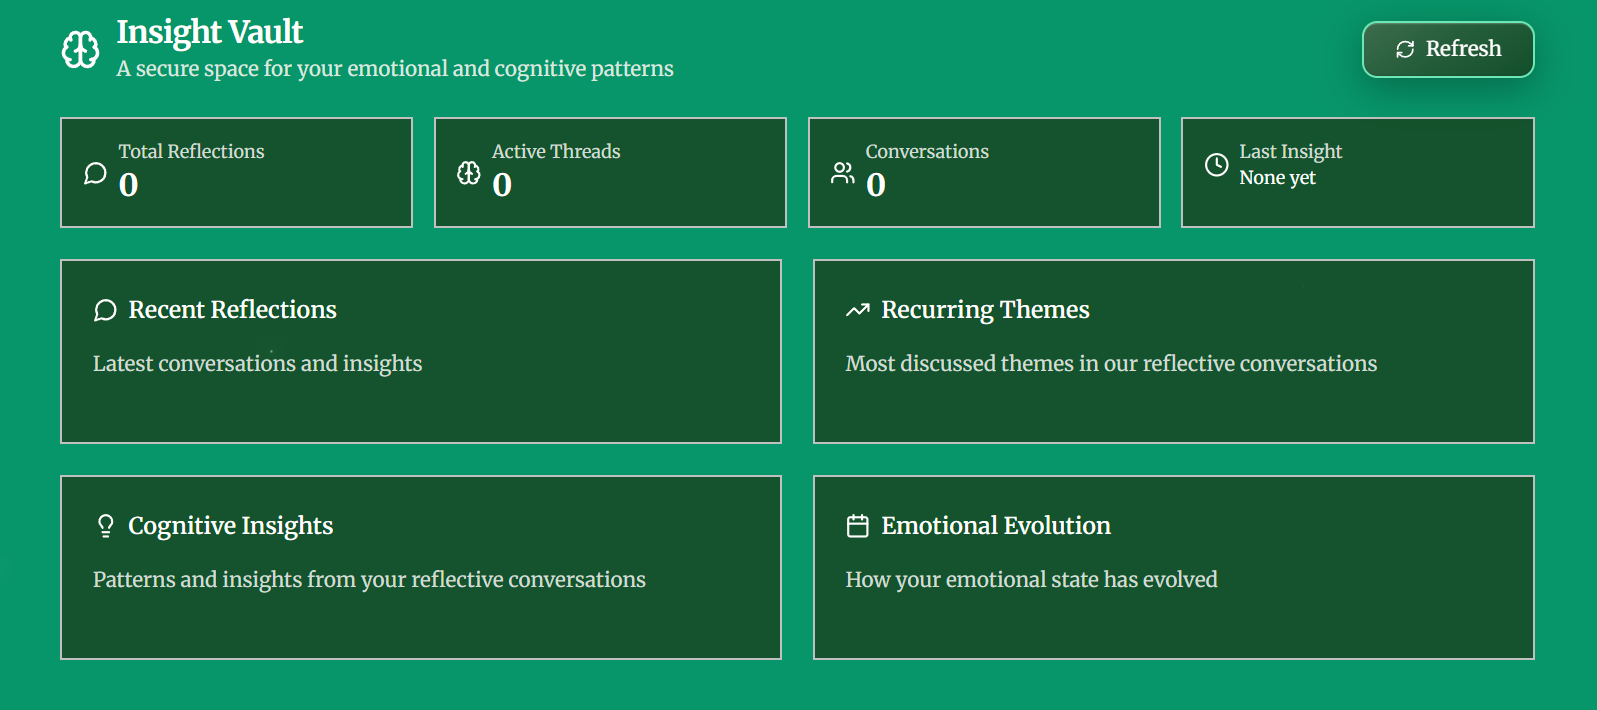 Insight Vault
A secure space for your emotional and cognitive patterns
Refresh
Total Reflections
0
Active Threads
0
Conversations
0
Last Insight
None yet
Recent Reflections
Latest conversations and insights
Recurring Themes
Most discussed themes in our reflective conversations
Cognitive Insights
Patterns and insights from your reflective conversations
Emotional Evolution
How your emotional state has evolved